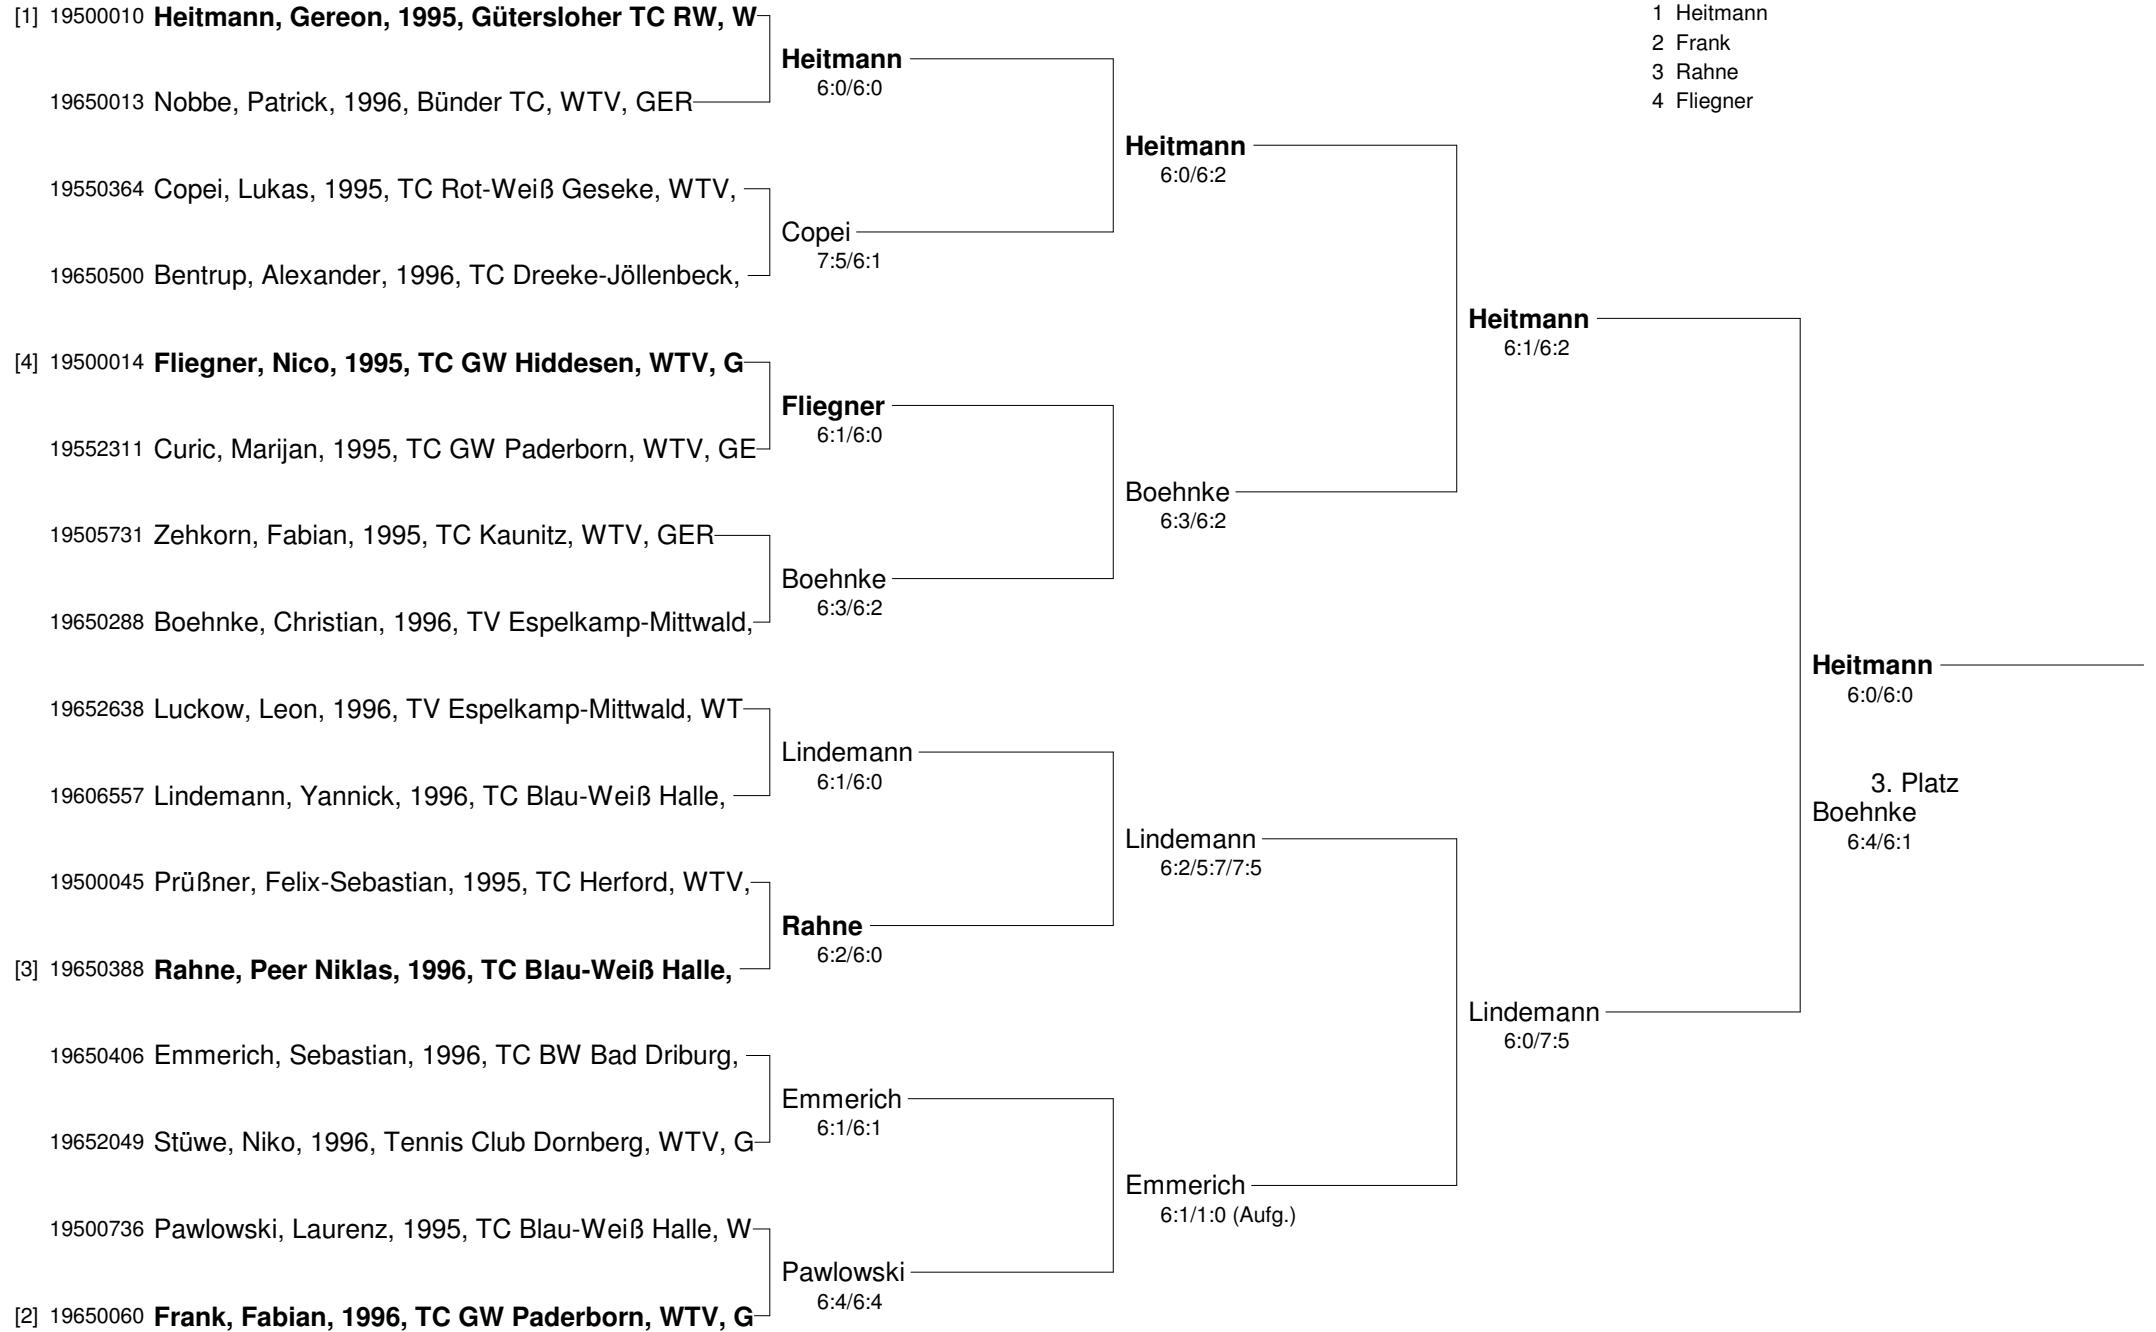 [1] 19500010 Heitmann, Gereon, 1995, Gütersloher TC RW, W
1 Heitmann
2 Frank
3 Rahne
4 Fliegner
Heitmann
6:0/6:0
19650013 Nobbe, Patrick, 1996, Bünder TC, WTV, GER
Heitmann
6:0/6:2
19550364 Copei, Lukas, 1995, TC Rot-Weiß Geseke, WTV,
Copei
7:5/6:1
19650500 Bentrup, Alexander, 1996, TC Dreeke-Jöllenbeck,
Heitmann
6:1/6:2
[4] 19500014 Fliegner, Nico, 1995, TC GW Hiddesen, WTV, G
Fliegner
6:1/6:0
19552311 Curic, Marijan, 1995, TC GW Paderborn, WTV, GE
Boehnke
6:3/6:2
19505731 Zehkorn, Fabian, 1995, TC Kaunitz, WTV, GER
Boehnke
6:3/6:2
19650288 Boehnke, Christian, 1996, TV Espelkamp-Mittwald,
Heitmann
6:0/6:0
19652638 Luckow, Leon, 1996, TV Espelkamp-Mittwald, WT
Lindemann
6:1/6:0
3. Platz
Boehnke
6:4/6:1
19606557 Lindemann, Yannick, 1996, TC Blau-Weiß Halle,
Lindemann
6:2/5:7/7:5
19500045 Prüßner, Felix-Sebastian, 1995, TC Herford, WTV,
Rahne
6:2/6:0
[3] 19650388 Rahne, Peer Niklas, 1996, TC Blau-Weiß Halle,
Lindemann
6:0/7:5
19650406 Emmerich, Sebastian, 1996, TC BW Bad Driburg,
Emmerich
6:1/6:1
19652049 Stüwe, Niko, 1996, Tennis Club Dornberg, WTV, G
Emmerich
6:1/1:0 (Aufg.)
19500736 Pawlowski, Laurenz, 1995, TC Blau-Weiß Halle, W
Pawlowski
6:4/6:4
[2] 19650060 Frank, Fabian, 1996, TC GW Paderborn, WTV, G